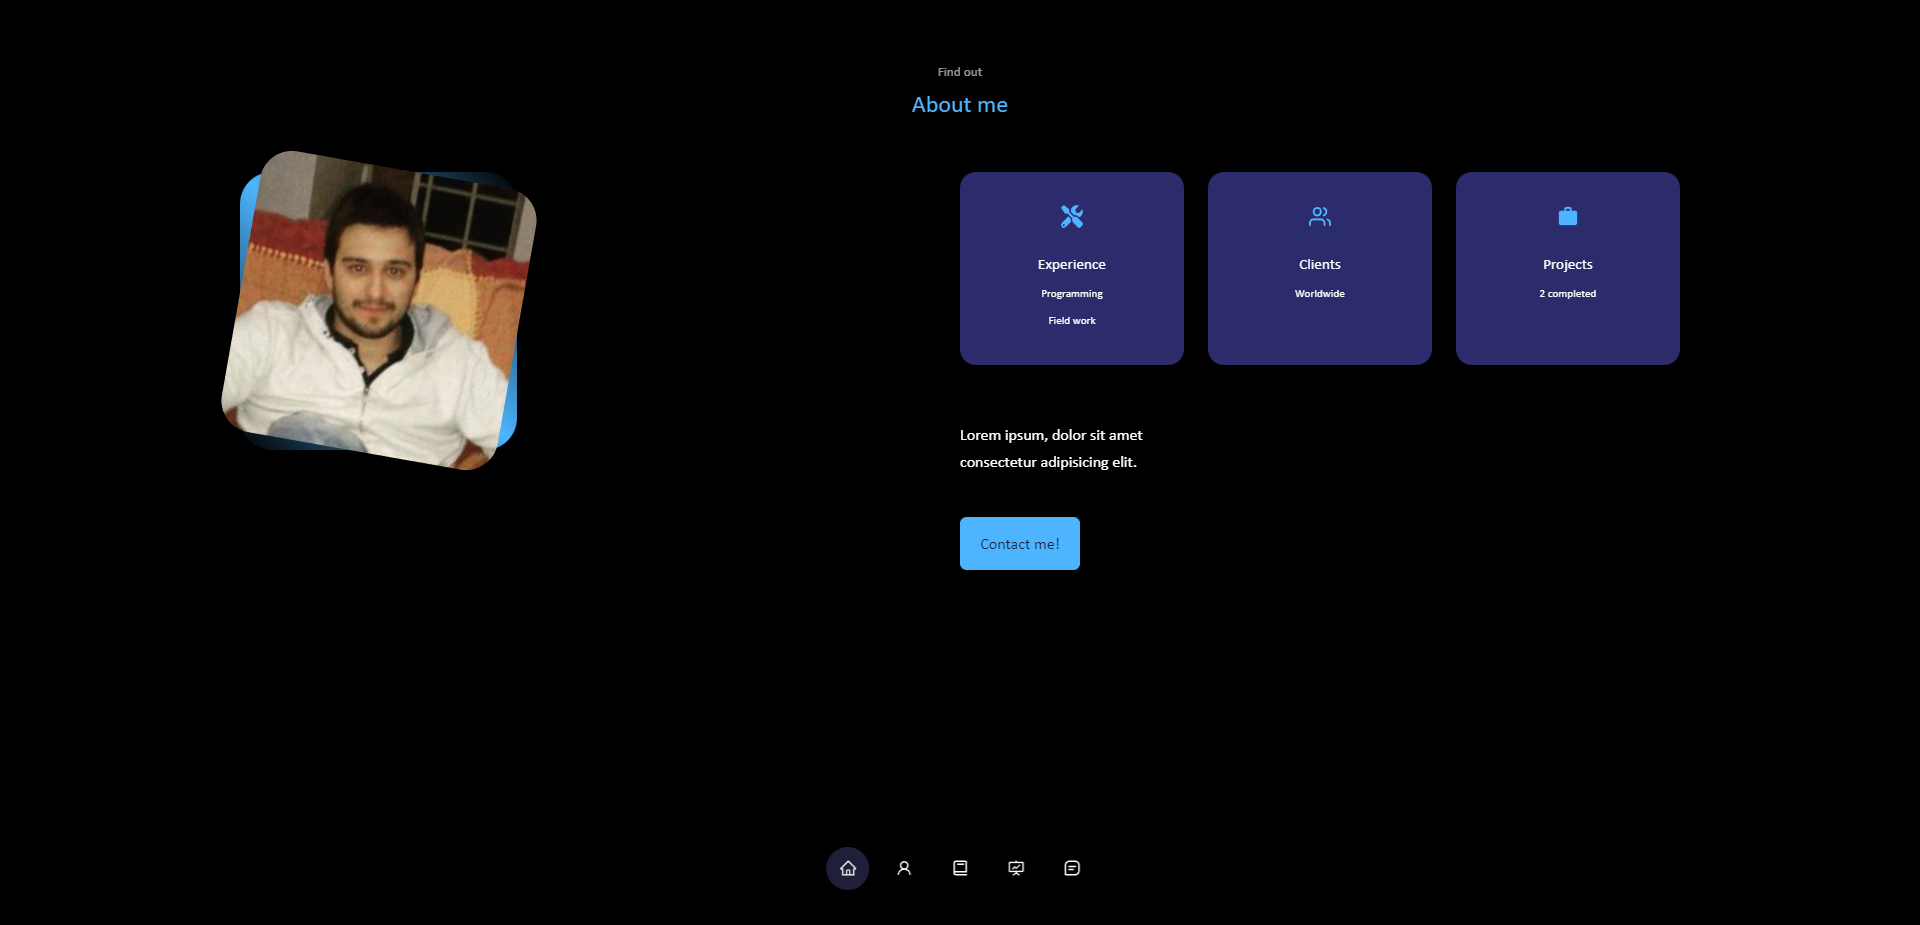 Find out
About me
Experience
Programming
Field work
Clients
Worldwide
Projects
2 completed
Lorem ipsum, dolor sit amet
consectetur adipisicing elit.
Contact me!